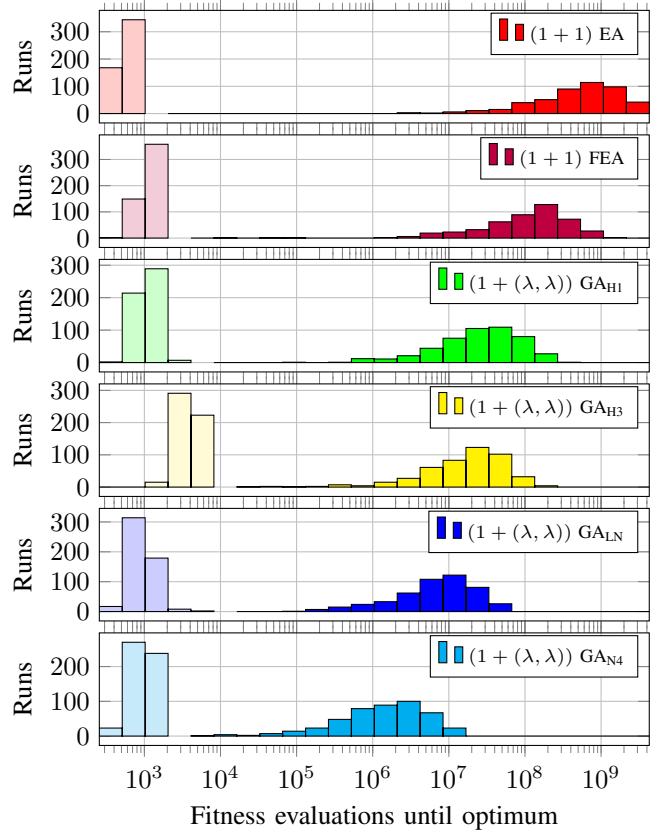 300
200
100
0
Runs
(1 + 1) EA
300
200
100
0
Runs
(1 + 1) FEA
300
200
100
0
Runs
(1 + (λ, λ)) GA_H1
300
200
100
0
Runs
(1 + (λ, λ)) GA_H3
300
200
100
0
Runs
(1 + (λ, λ)) GA_LN
200
100
0
Runs
(1 + (λ, λ)) GA_N4
10^3 10^4 10^5 10^6 10^7 10^8 10^9
Fitness evaluations until optimum